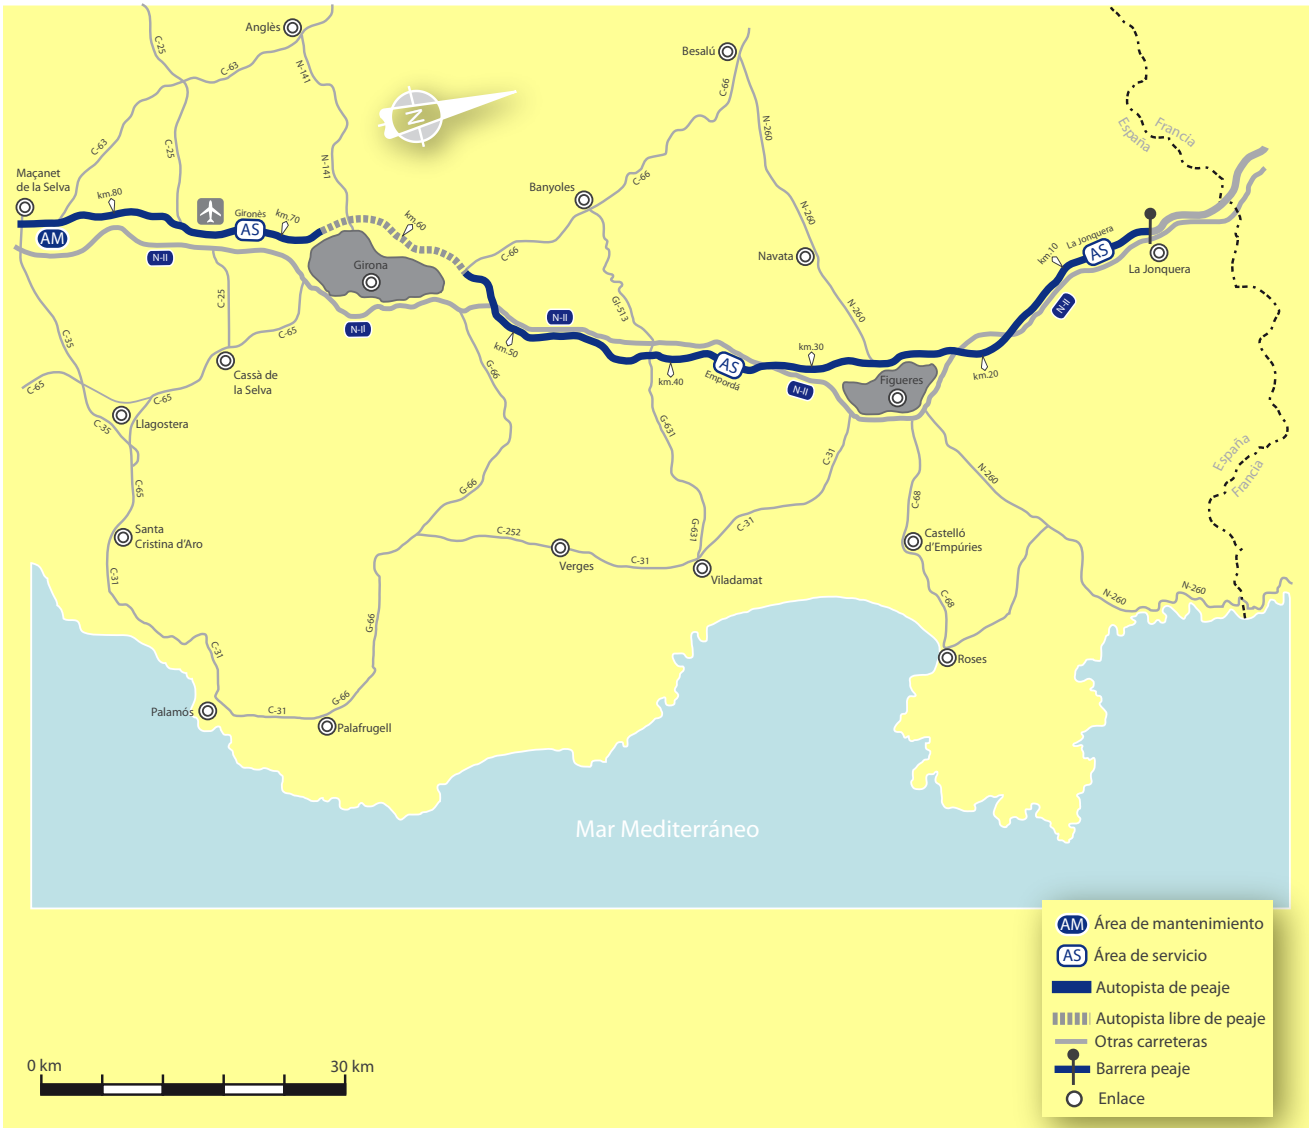 Anglès
C-25
C-63
N-141
Besalú
C-66
N-260
Francia
España
C-63
C-25
N-141
N
Maçanet
de la Selva
km.80
AM
N-II
Gironès
AS
km.70
km.60
Banyoles
C-66
C-66
N-260
Navata
N-260
La Jonquera
AS
km.10
La Jonquera
N-II
Girona
N-II
C-25
C-65
C-35
C-65
Cassà de
la Selva
C-65
Llagostera
C-35
C-65
GI-513
N-II
km.50
G-66
km.40
AS
Empordá
km.30
N-II
Figueres
km.20
G-631
C-31
C-68
N-260
España
Francia
G-66
C-252
G-631
C-31
Santa
Cristina d’Aro
C-31
Verges
C-31
Viladamat
Castelló
d’Empúries
C-68
N-260
N-260
G-66
C-31
Palamós
C-31
G-66
Palafrugell
Roses
Mar Mediterráneo
AM Área de mantenimiento
AS Área de servicio
Autopista de peaje
Autopista libre de peaje
Otras carreteras
Barrera peaje
Enlace
0 km
30 km